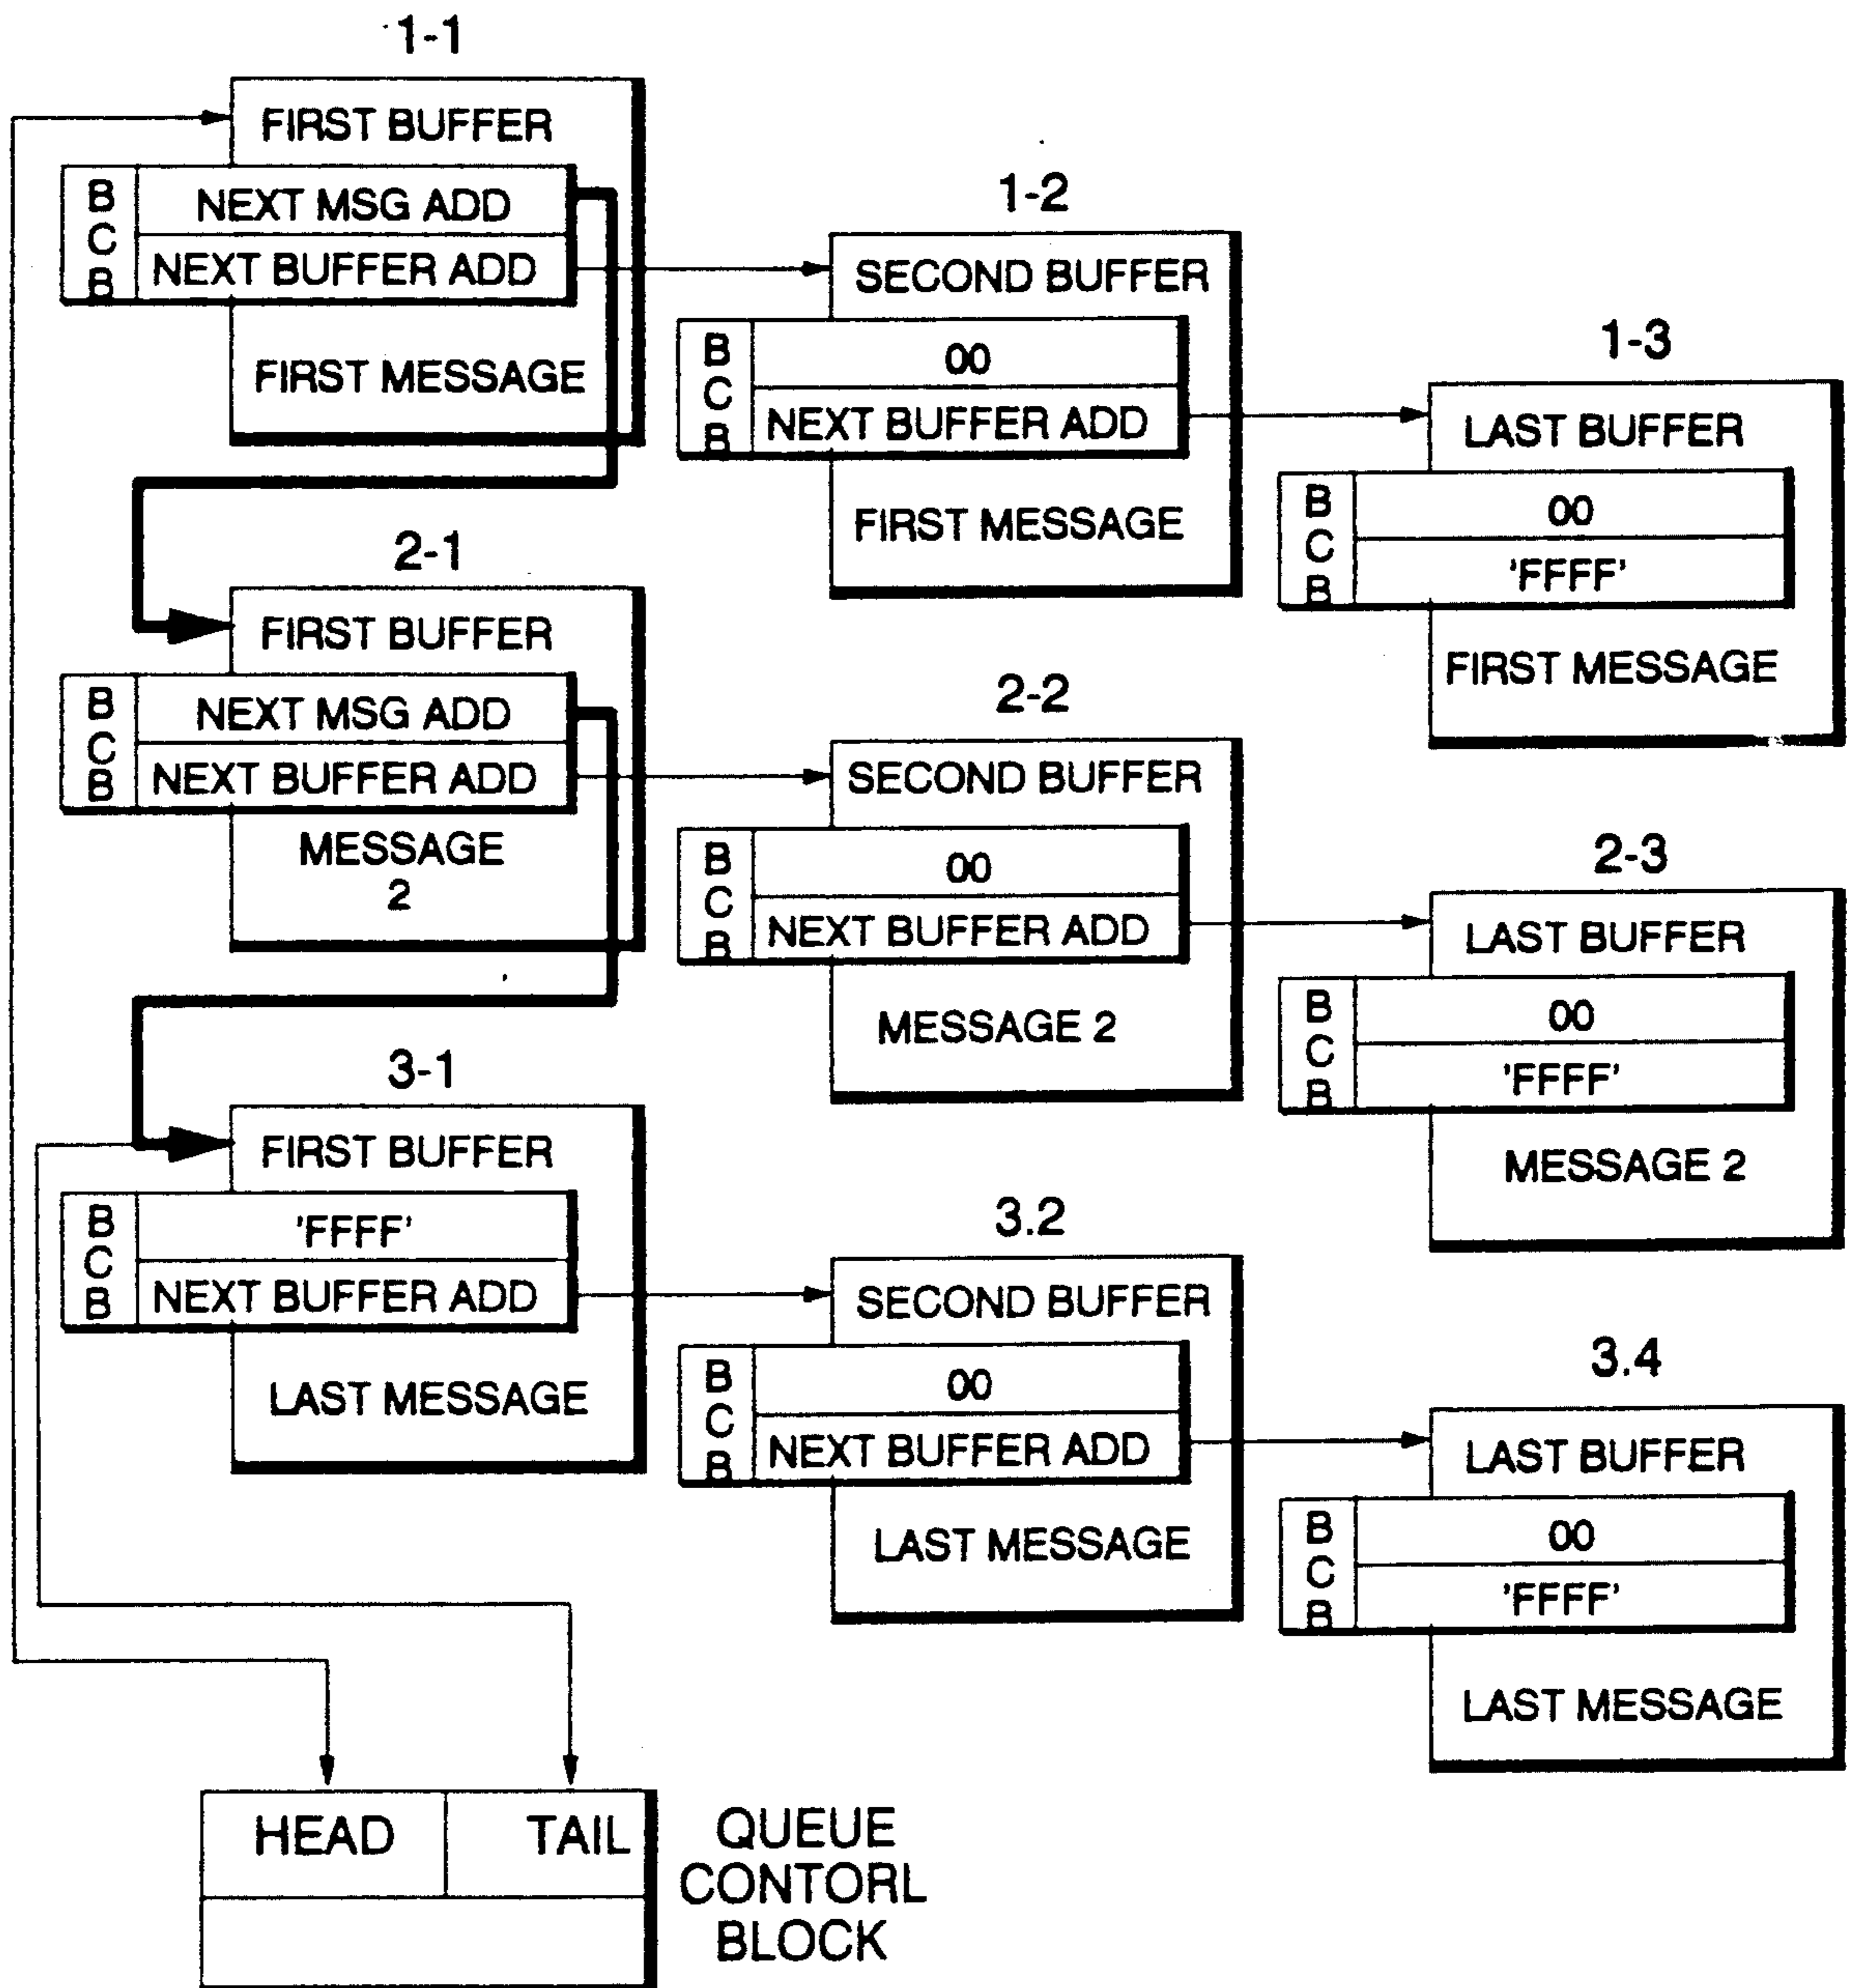 1-1
FIRST BUFFER
B
C
B
NEXT MSG ADD
NEXT BUFFER ADD
FIRST MESSAGE
1-2
SECOND BUFFER
B
C
B
00
NEXT BUFFER ADD
FIRST MESSAGE
1-3
LAST BUFFER
B
C
B
00
'FFFF'
FIRST MESSAGE
2-1
FIRST BUFFER
B
C
B
NEXT MSG ADD
NEXT BUFFER ADD
MESSAGE
2
2-2
SECOND BUFFER
B
C
B
00
NEXT BUFFER ADD
MESSAGE 2
2-3
LAST BUFFER
B
C
B
00
'FFFF'
MESSAGE 2
3-1
FIRST BUFFER
B
C
B
'FFFF'
NEXT BUFFER ADD
LAST MESSAGE
3.2
SECOND BUFFER
B
C
B
00
NEXT BUFFER ADD
LAST MESSAGE
3.4
LAST BUFFER
B
C
B
00
'FFFF'
LAST MESSAGE
HEAD
TAIL
QUEUE
CONTORL
BLOCK